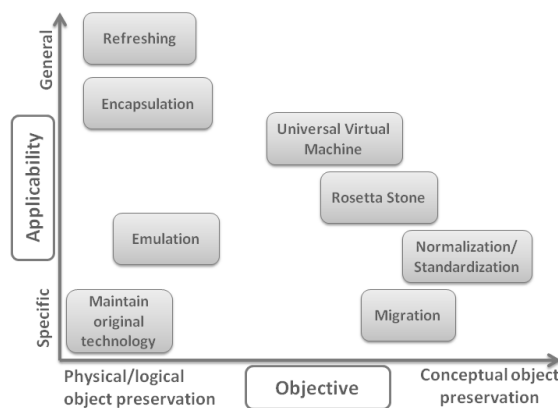 General
Refreshing
Encapsulation
Universal Virtual
Machine
Applicability
Rosetta Stone
Emulation
Normalization/
Standardization
Specific
Maintain
original
technology
Migration
Physical/logical
object preservation
Objective
Conceptual object
preservation